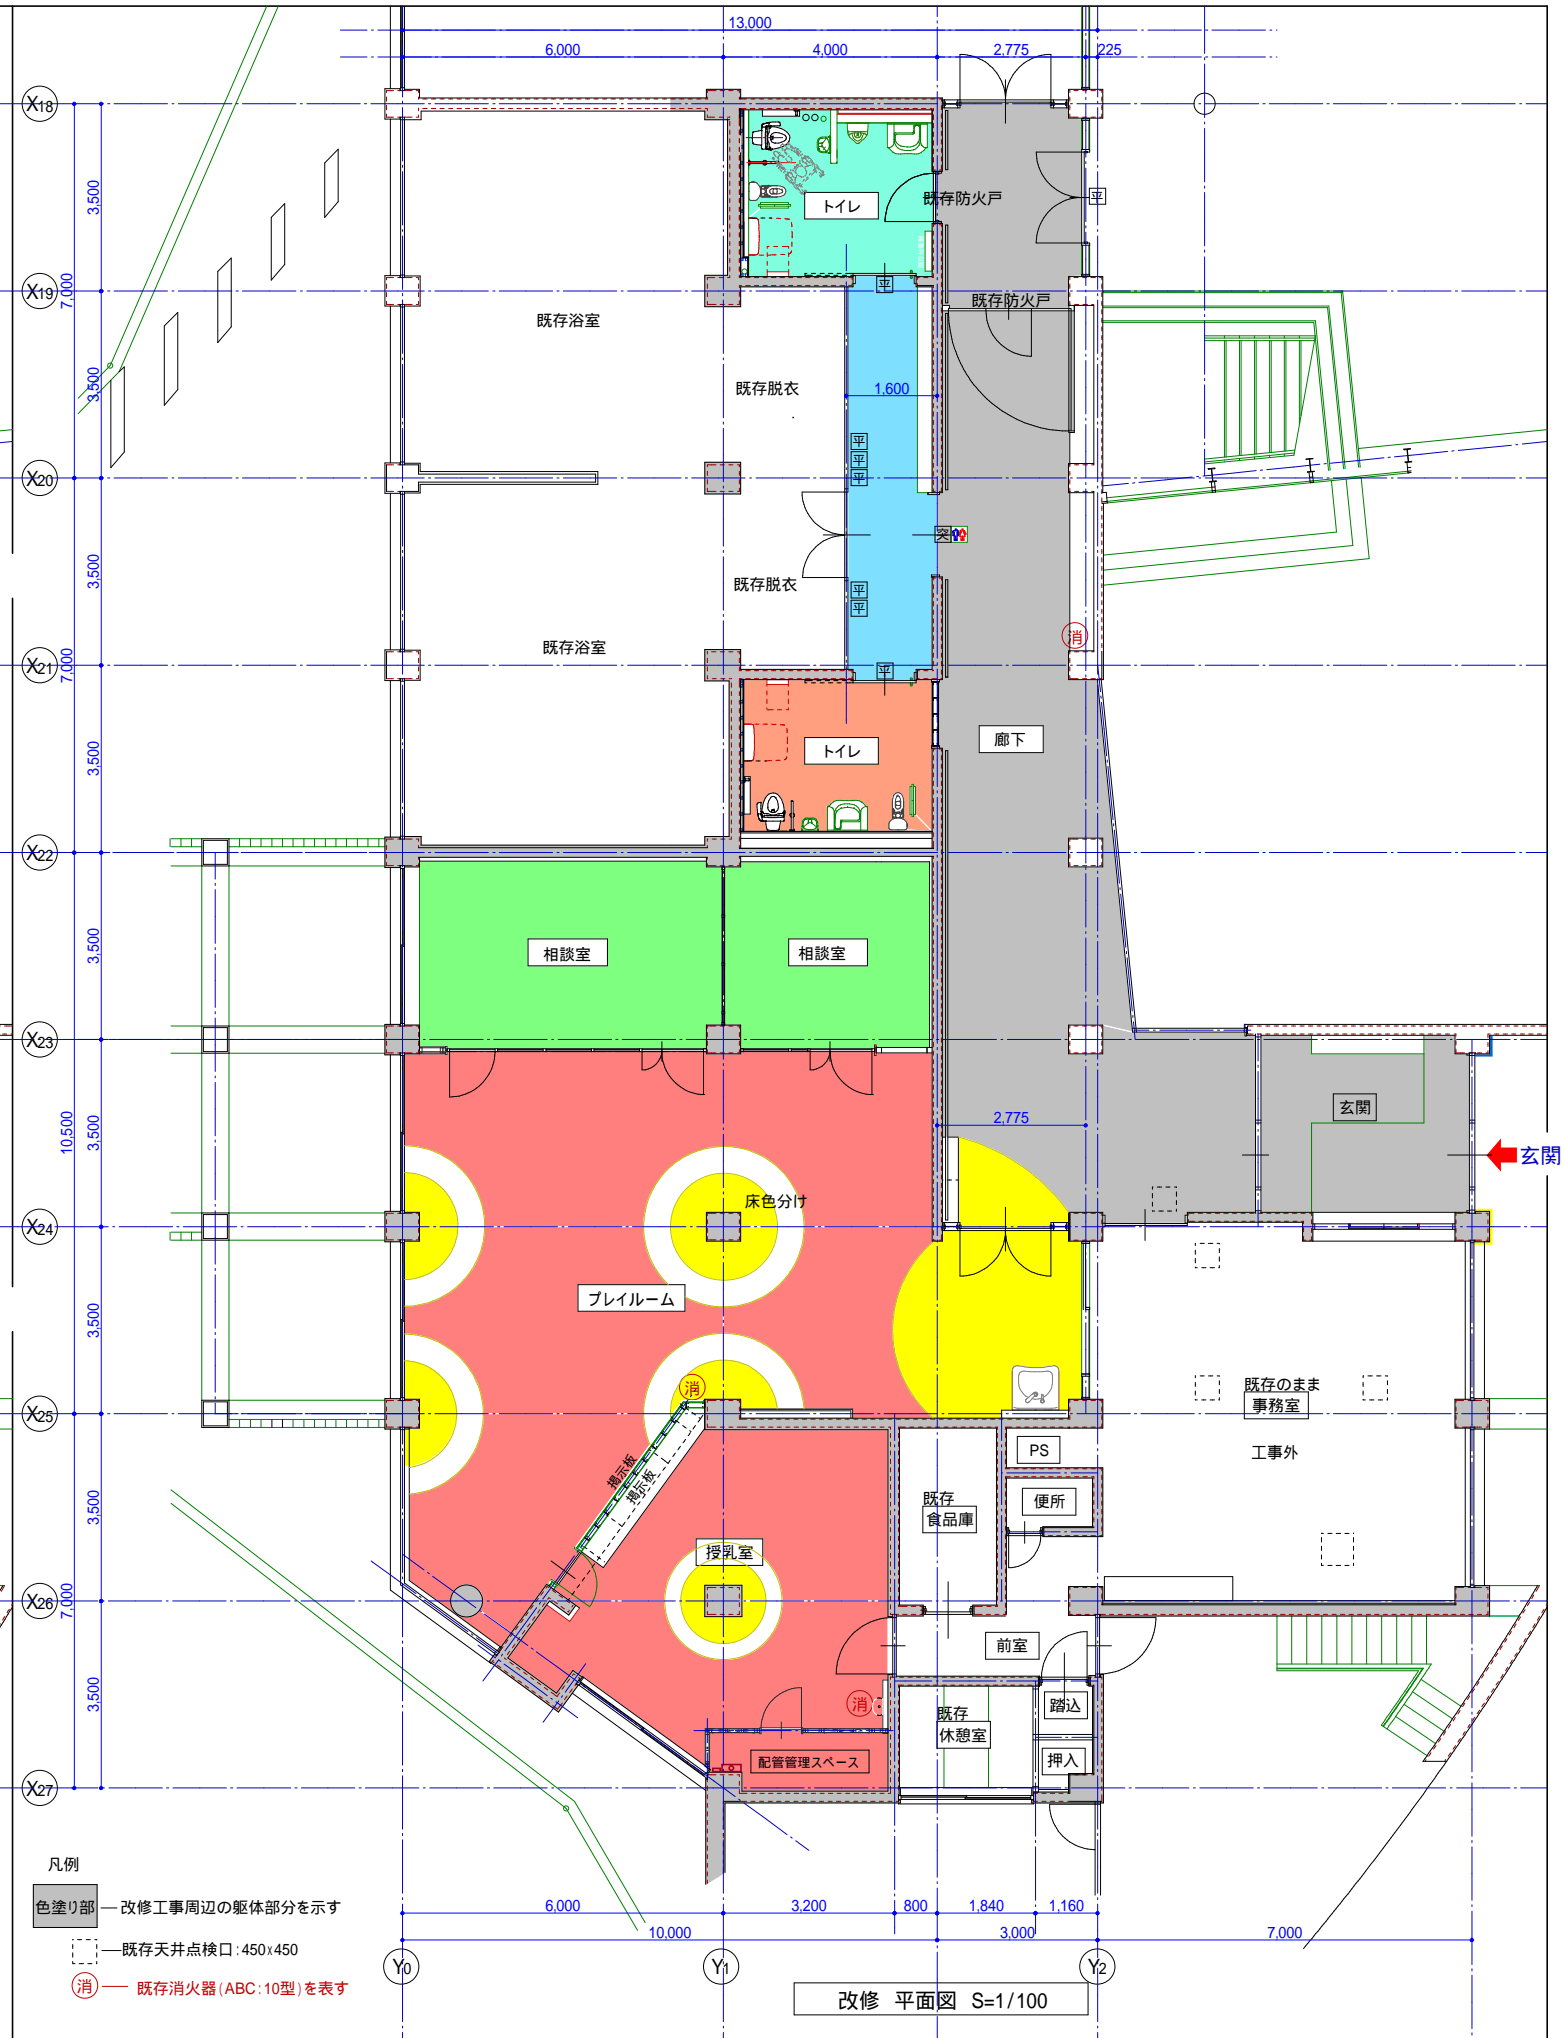 13,000
6,000
4,000
2,775
225
X18
3,500
トイレ
既存防火戸
平
X19
7,000
平
既存防火戸
既存浴室
3,500
既存脱衣
1,600
平
平
X20
平
突
3,500
既存脱衣
平
平
既存浴室
消
X21
7,000
平
3,500
トイレ
廊下
X22
3,500
相談室
相談室
X23
10,500
3,500
2,775
玄関
玄関
床色分け
X24
3,500
プレイルーム
既存のまま
事務室
消
X25
工事外
PS
掲示板
掲示板
3,500
既存
食品庫
便所
授乳室
X26
7,000
前室
3,500
消
既存
休憩室
踏込
配管管理スペース
押入
X27
凡例
色塗り部
改修工事周辺の躯体部分を示す
6,000
3,200
800
1,840
1,160
10,000
3,000
7,000
既存天井点検口:450x450
Y0
Y1
Y2
消
既存消火器(ABC:10型)を表す
改修 平面図 S=1/100